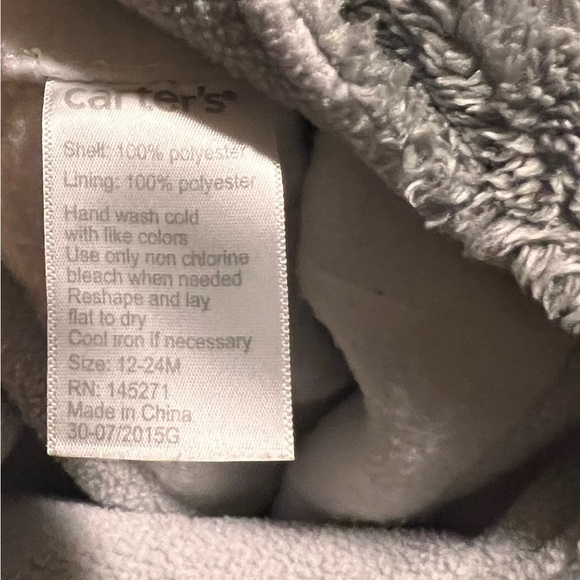 carter's®
Shell: 100% polyester
Lining: 100% polyester
Hand wash cold
with like colors
Use only non chlorine
bleach when needed
Reshape and lay
flat to dry
Cool iron if necessary
Size: 12-24M
RN: 145271
Made in China
30-07/2015G